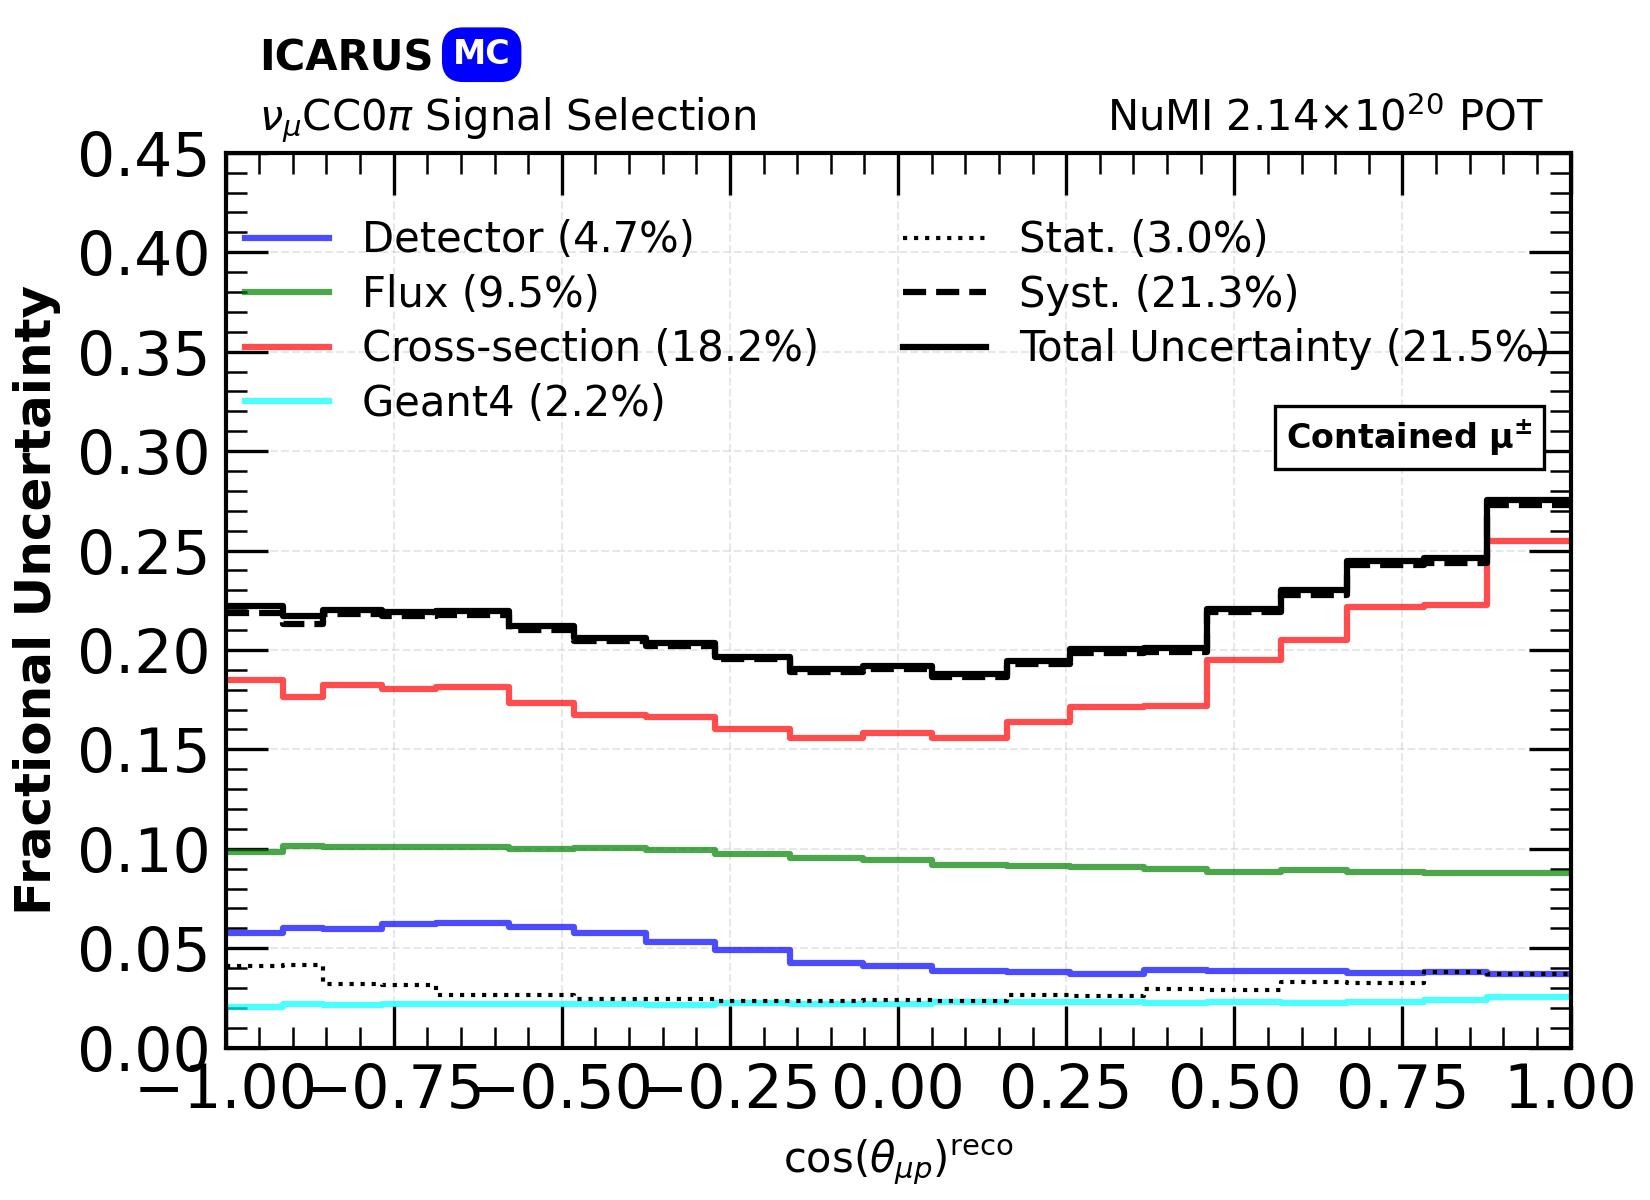 ICARUS MC
νμCC0π Signal Selection
NuMI 2.14×10²⁰ POT
Fractional Uncertainty
0.45
0.40
0.35
0.30
0.25
0.20
0.15
0.10
0.05
0.00
Detector (4.7%)
Flux (9.5%)
Cross-section (18.2%)
Geant4 (2.2%)
Stat. (3.0%)
Syst. (21.3%)
Total Uncertainty (21.5%)
Contained μ±
−1.00 −0.75 −0.50 −0.25 0.00 0.25 0.50 0.75 1.00
cos(θμp)reco